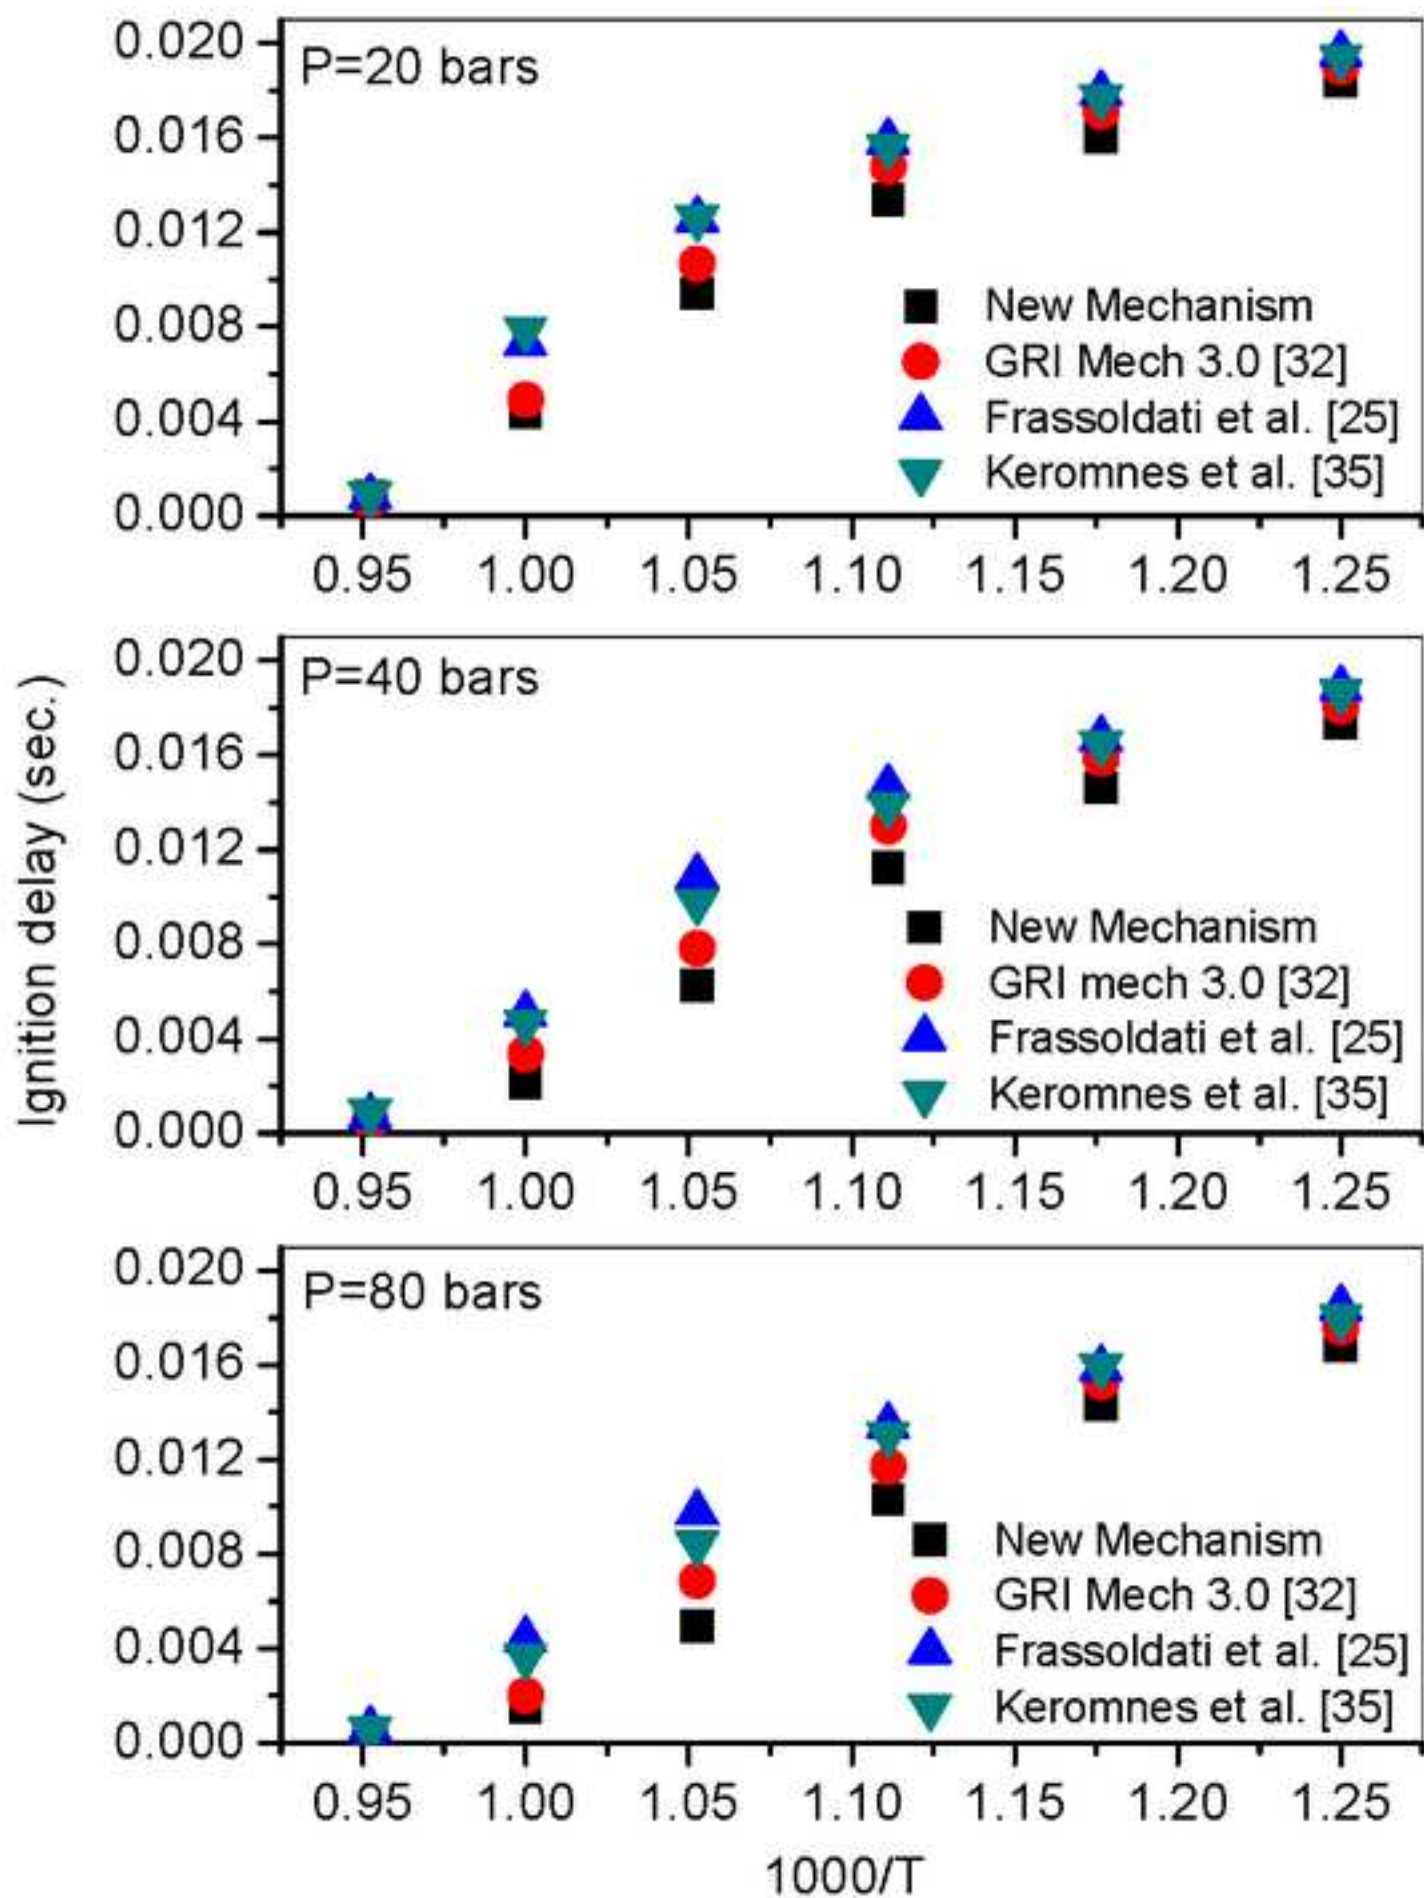 0.020
P=20 bars
0.016
0.012
0.008
0.004
0.000
New Mechanism
GRI Mech 3.0 [32]
Frassoldati et al. [25]
Keromnes et al. [35]
0.95 1.00 1.05 1.10 1.15 1.20 1.25
Ignition delay (sec.)
0.020
P=40 bars
0.016
0.012
0.008
0.004
0.000
New Mechanism
GRI mech 3.0 [32]
Frassoldati et al. [25]
Keromnes et al. [35]
0.95 1.00 1.05 1.10 1.15 1.20 1.25
0.020
P=80 bars
0.016
0.012
0.008
0.004
0.000
New Mechanism
GRI Mech 3.0 [32]
Frassoldati et al. [25]
Keromnes et al. [35]
0.95 1.00 1.05 1.10 1.15 1.20 1.25
1000/T